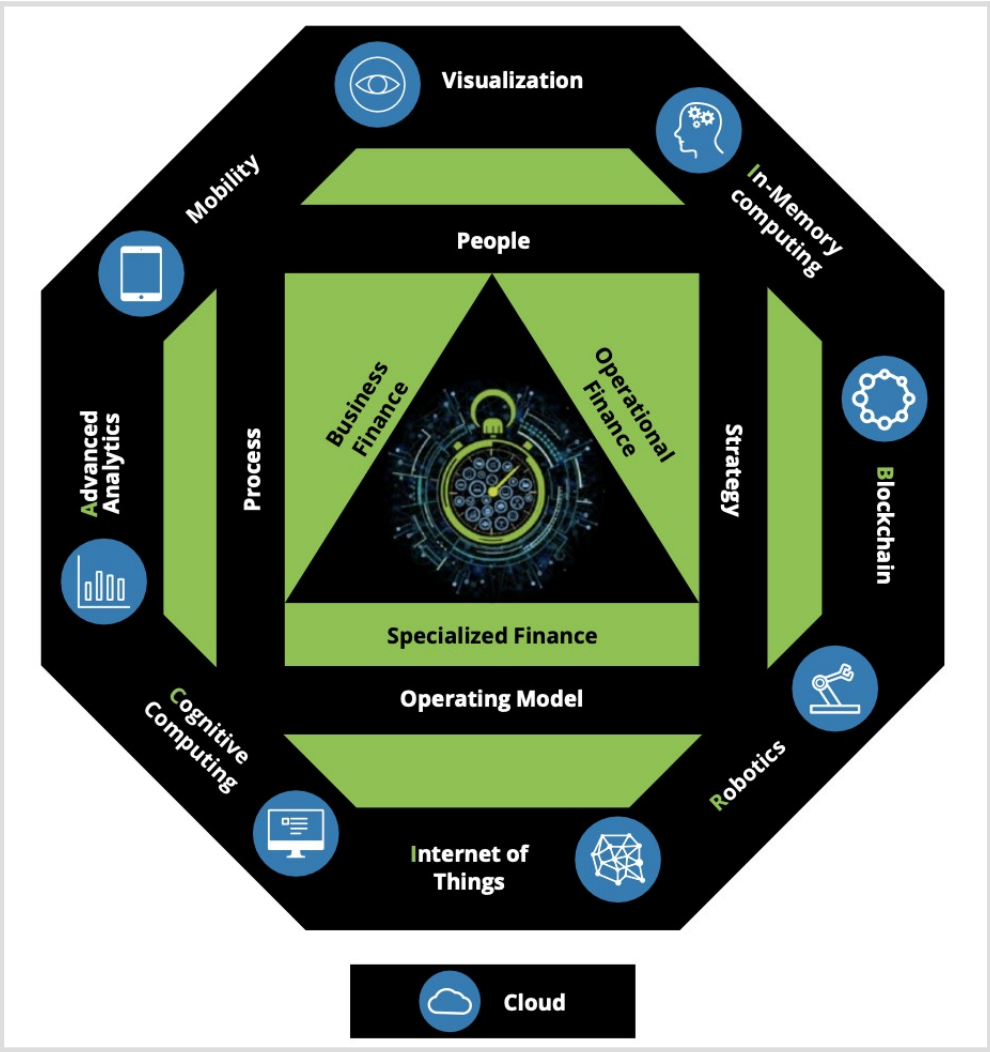 Visualization
In-Memory
computing
Blockchain
Robotics
Internet of
Things
Cognitive
Computing
Advanced
Analytics
Mobility
People
Strategy
Operating Model
Process
Business
Finance
Operational
Finance
Specialized Finance
Cloud